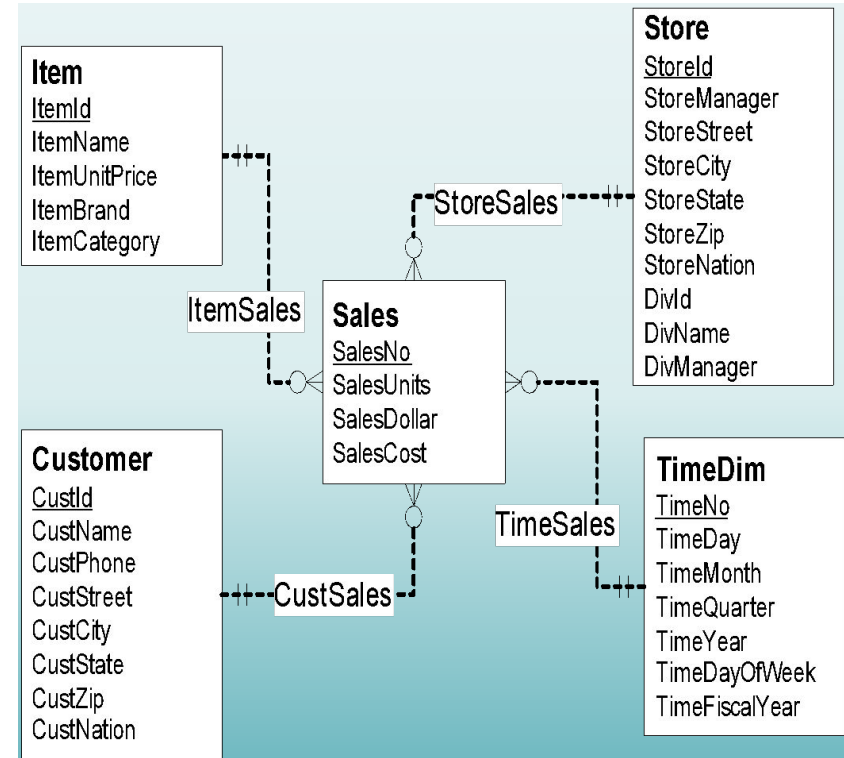 Item
ItemId
ItemName
ItemUnitPrice
ItemBrand
ItemCategory
Store
StoreId
StoreManager
StoreStreet
StoreCity
StoreState
StoreZip
StoreNation
DivId
DivName
DivManager
StoreSales
ItemSales
Sales
SalesNo
SalesUnits
SalesDollar
SalesCost
Customer
CustId
CustName
CustPhone
CustStreet
CustCity
CustState
CustZip
CustNation
CustSales
TimeSales
TimeDim
TimeNo
TimeDay
TimeMonth
TimeQuarter
TimeYear
TimeDayOfWeek
TimeFiscalYear